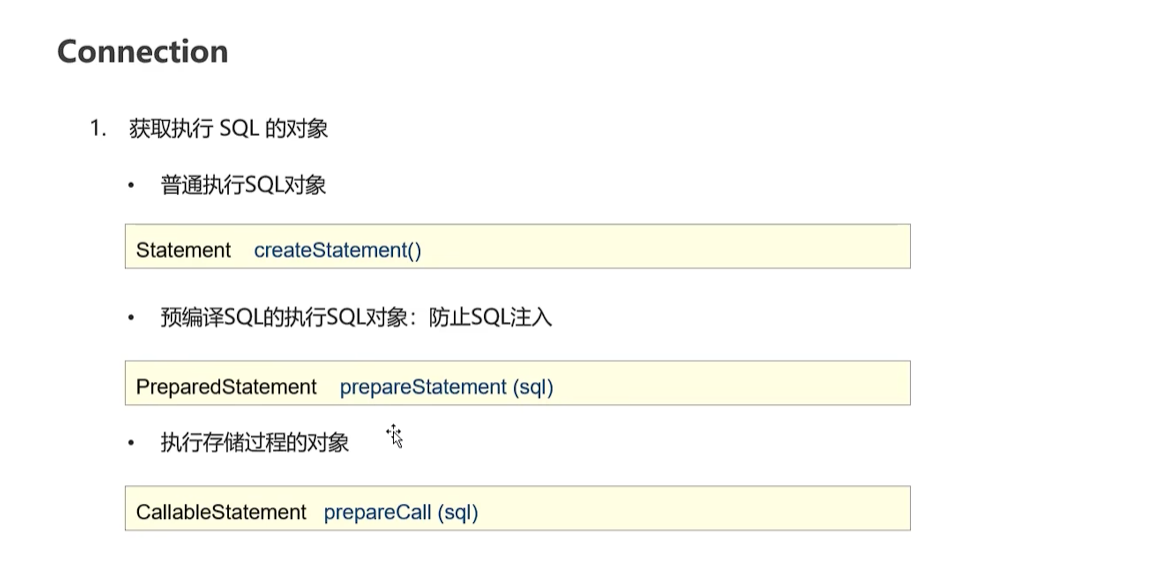 Connection
1. 获取执行 SQL 的对象
• 普通执行SQL对象
Statement createStatement()
• 预编译SQL的执行SQL对象：防止SQL注入
PreparedStatement prepareStatement (sql)
• 执行存储过程的对象
CallableStatement prepareCall (sql)